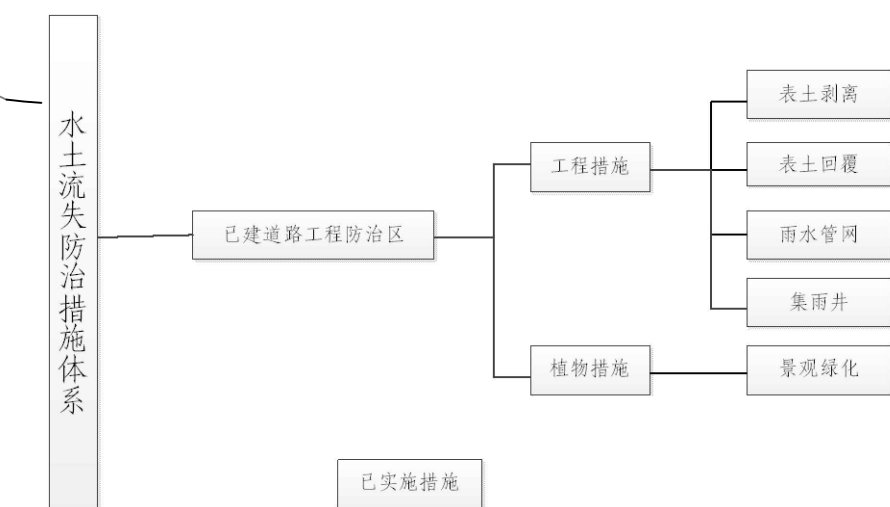 水土流失防治措施体系
已建道路工程防治区
工程措施
表土剥离
表土回覆
雨水管网
集雨井
植物措施
景观绿化
已实施措施